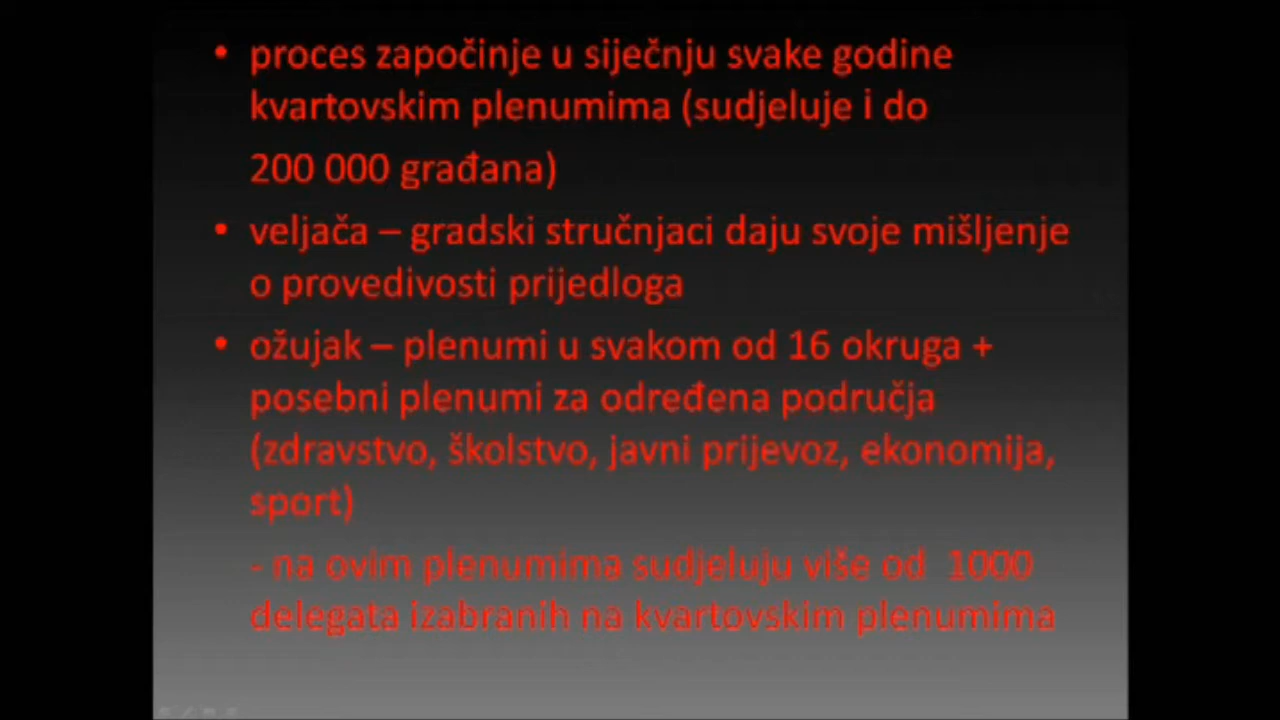 • proces započinje u siječnju svake godine
kvartovskim plenumima (sudjeluje i do
200 000 građana)
• veljača – gradski stručnjaci daju svoje mišljenje
o provedivosti prijedloga
• ožujak – plenumi u svakom od 16 okruga +
posebni plenumi za određena područja
(zdravstvo, školstvo, javni prijevoz, ekonomija,
sport)
- na ovim plenumima sudjeluju više od 1000
delegata izabranih na kvartovskim plenumima